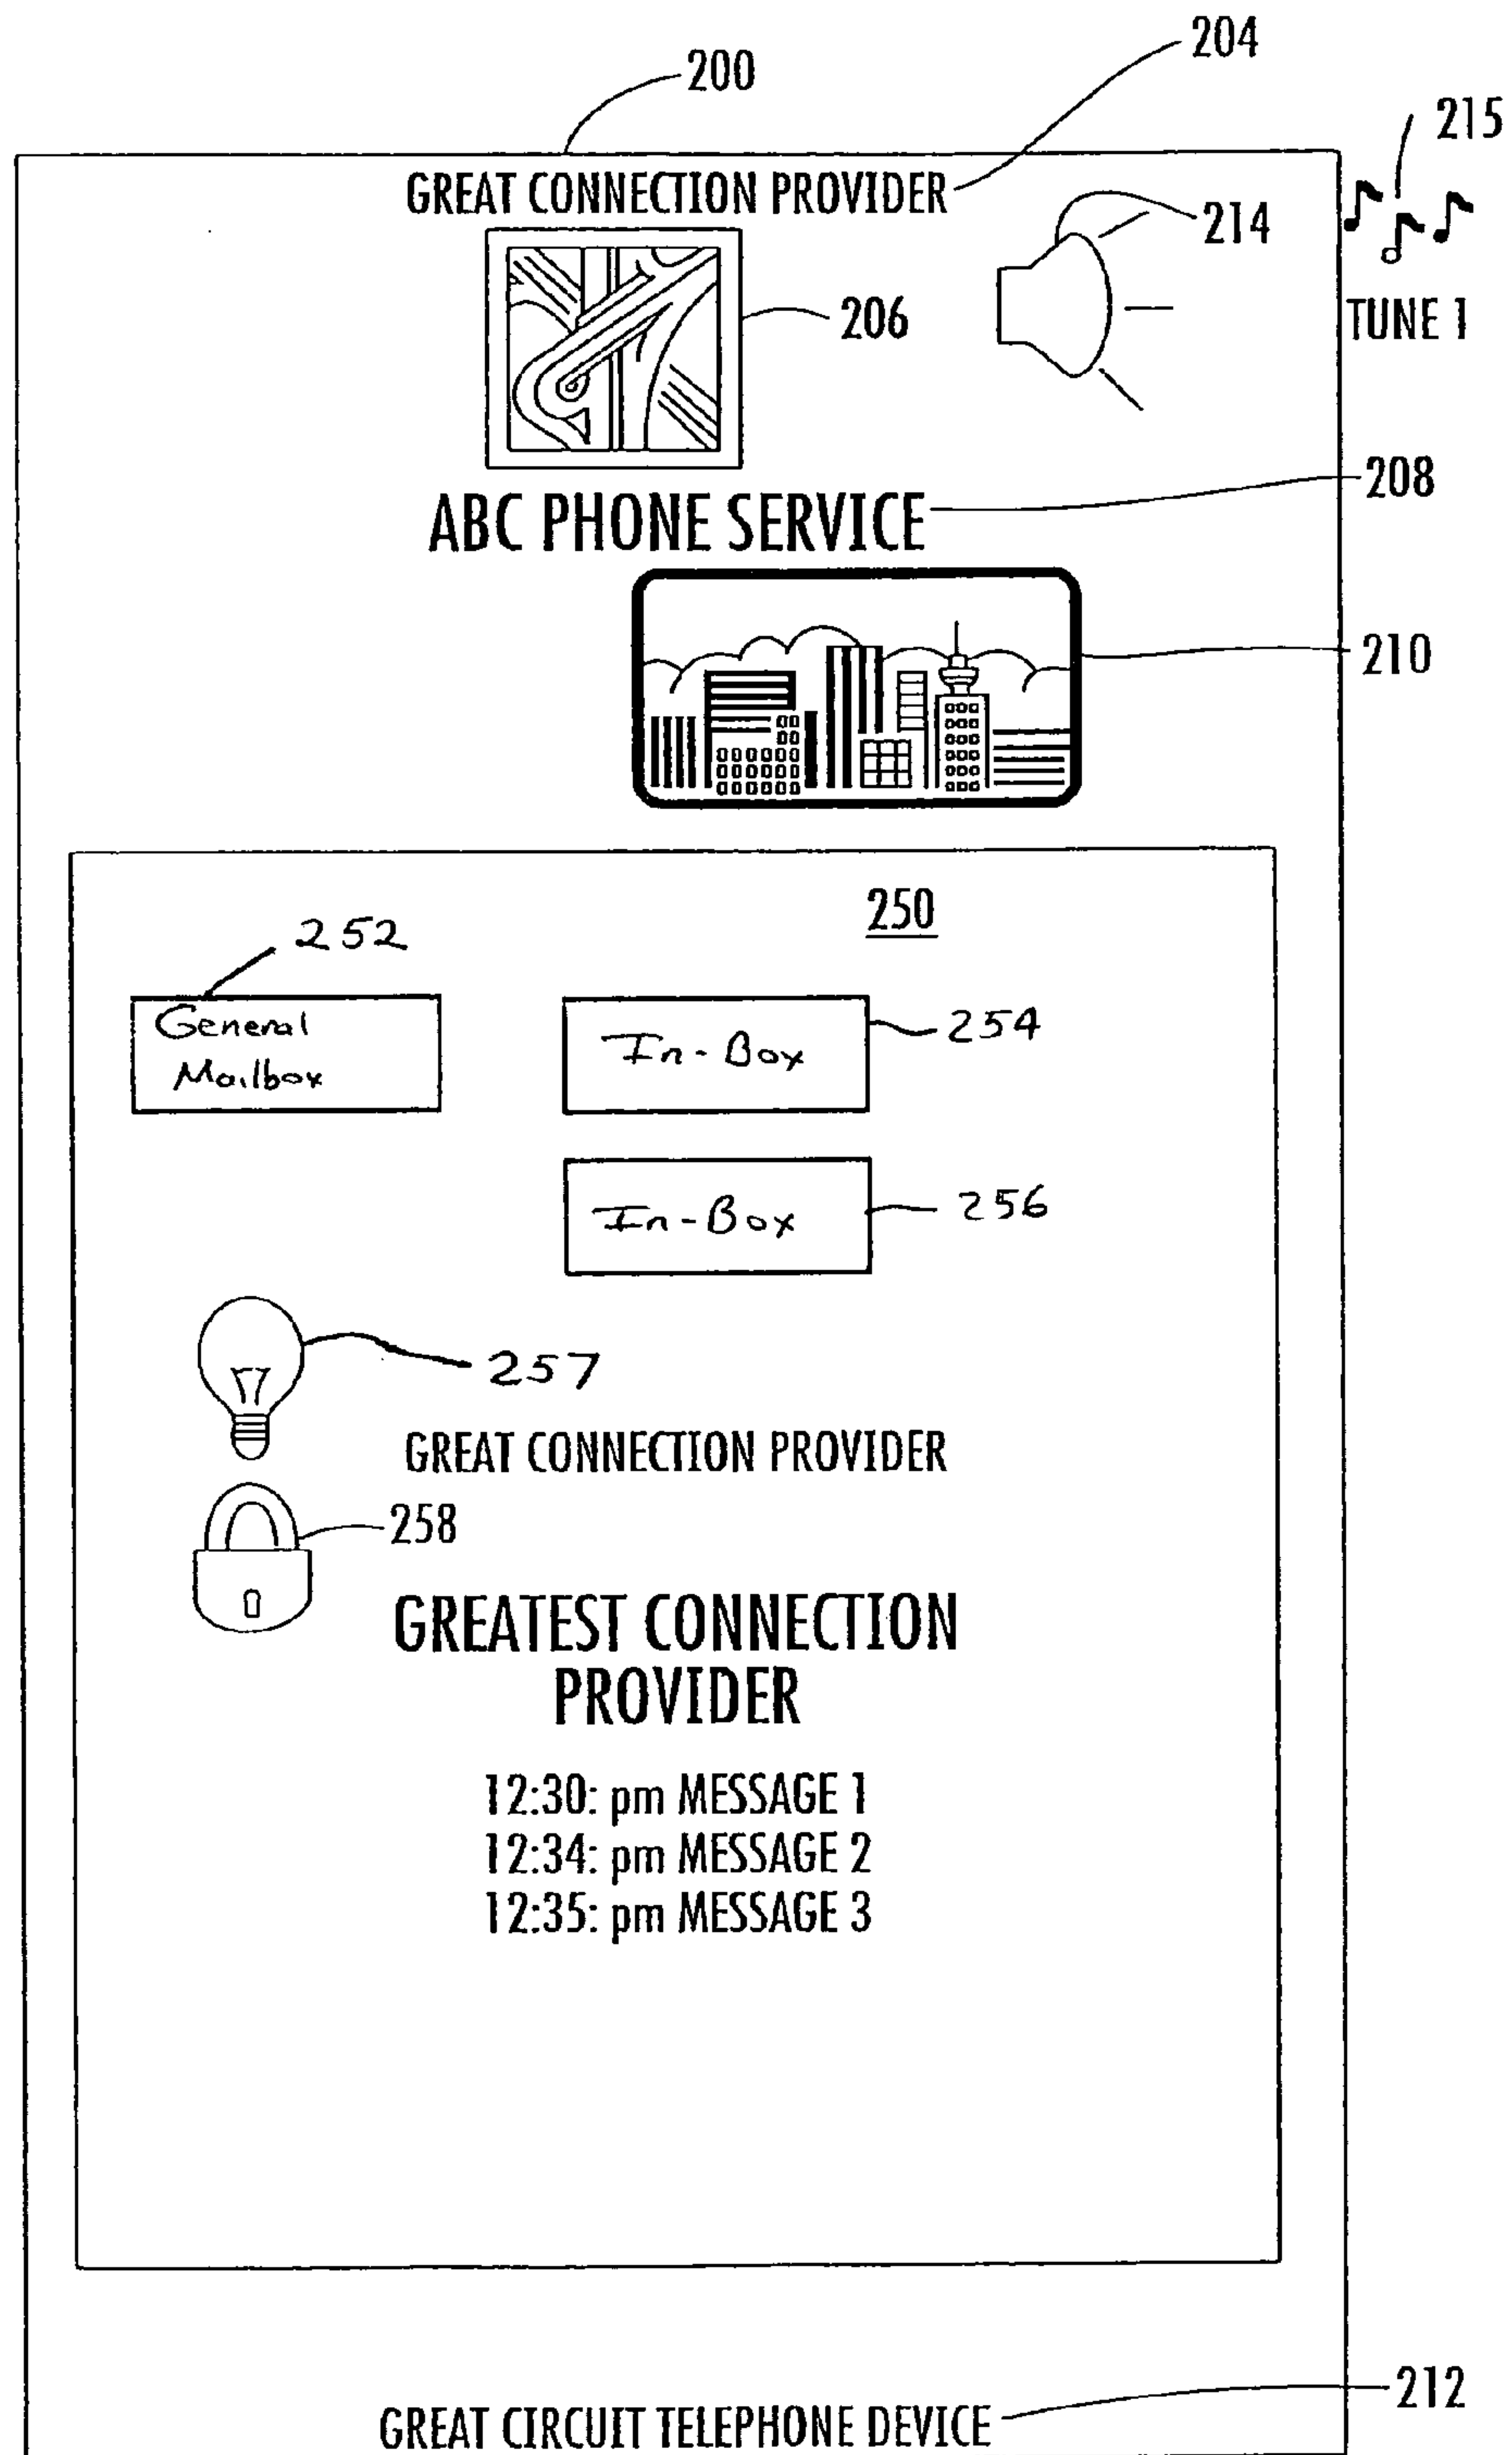 204
200
215
GREAT CONNECTION PROVIDER
214
206
TUNE 1
208
ABC PHONE SERVICE
210
250
252
General
Mailbox
In-Box
254
In-Box
256
257
GREAT CONNECTION PROVIDER
258
GREATEST CONNECTION
PROVIDER
12:30: pm MESSAGE 1
12:34: pm MESSAGE 2
12:35: pm MESSAGE 3
212
GREAT CIRCUIT TELEPHONE DEVICE